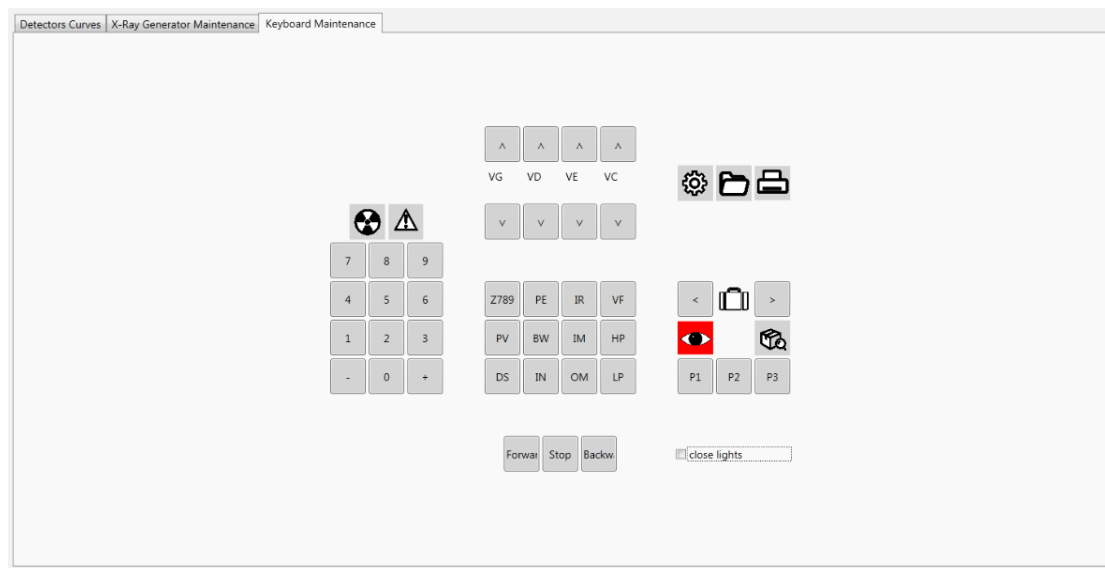 Detectors Curves X-Ray Generator Maintenance Keyboard Maintenance
^ ^ ^ ^
VG VD VE VC
v v v v
7 8 9
4 5 6 Z789 PE IR VF < >
1 2 3 PV BW IM HP
- 0 + DS IN OM LP P1 P2 P3
Forwar Stop Backw. close lights